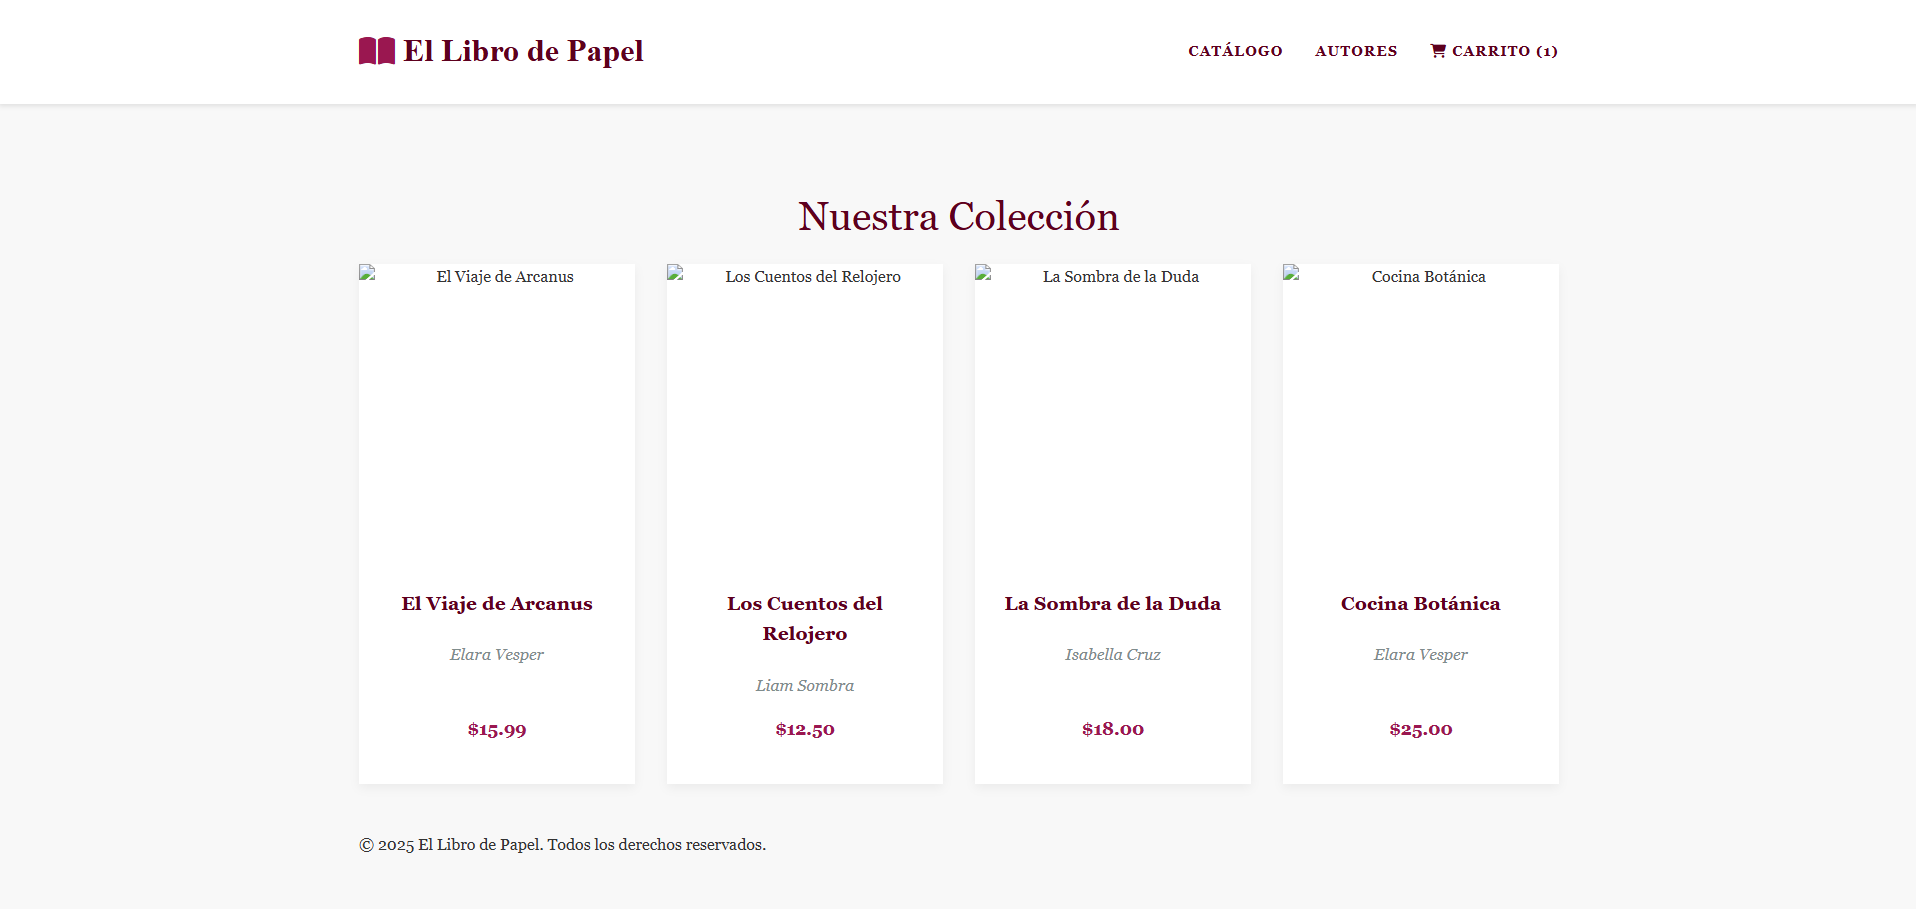 El Libro de Papel
CATÁLOGO AUTORES CARRITO (1)
Nuestra Colección
El Viaje de Arcanus
Los Cuentos del Relojero
La Sombra de la Duda
Cocina Botánica
El Viaje de Arcanus
Elara Vesper
$15.99
Los Cuentos del
Relojero
Liam Sombra
$12.50
La Sombra de la Duda
Isabella Cruz
$18.00
Cocina Botánica
Elara Vesper
$25.00
© 2025 El Libro de Papel. Todos los derechos reservados.